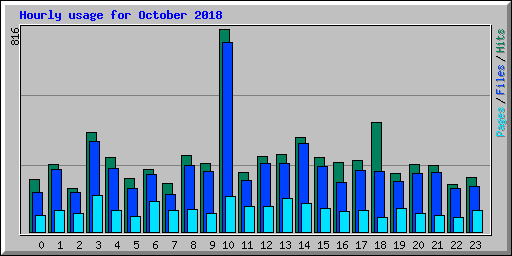 Hourly usage for October 2018
816
Pages/Files/Hits
0 1 2 3 4 5 6 7 8 9 10 11 12 13 14 15 16 17 18 19 20 21 22 23